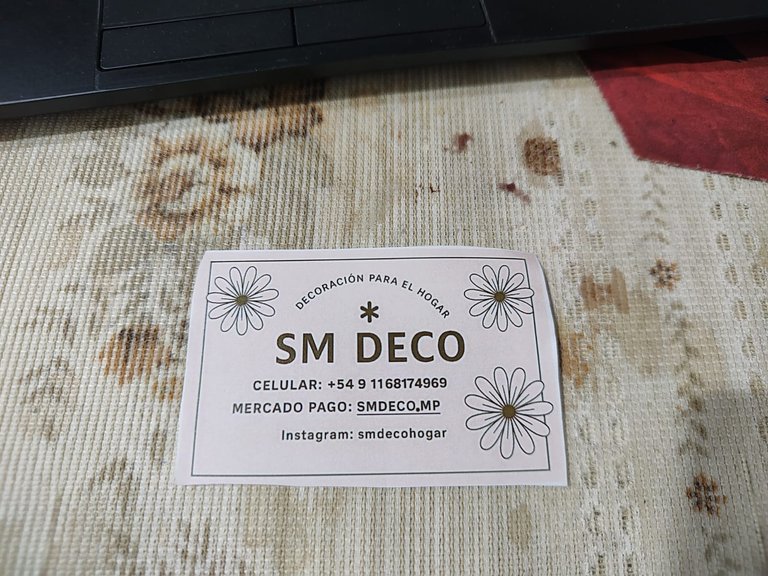 DECORACIÓN PARA EL HOGAR
SM DECO
CELULAR: +54 9 1168174969
MERCADO PAGO: SMDECO.MP
Instagram: smdecohogar